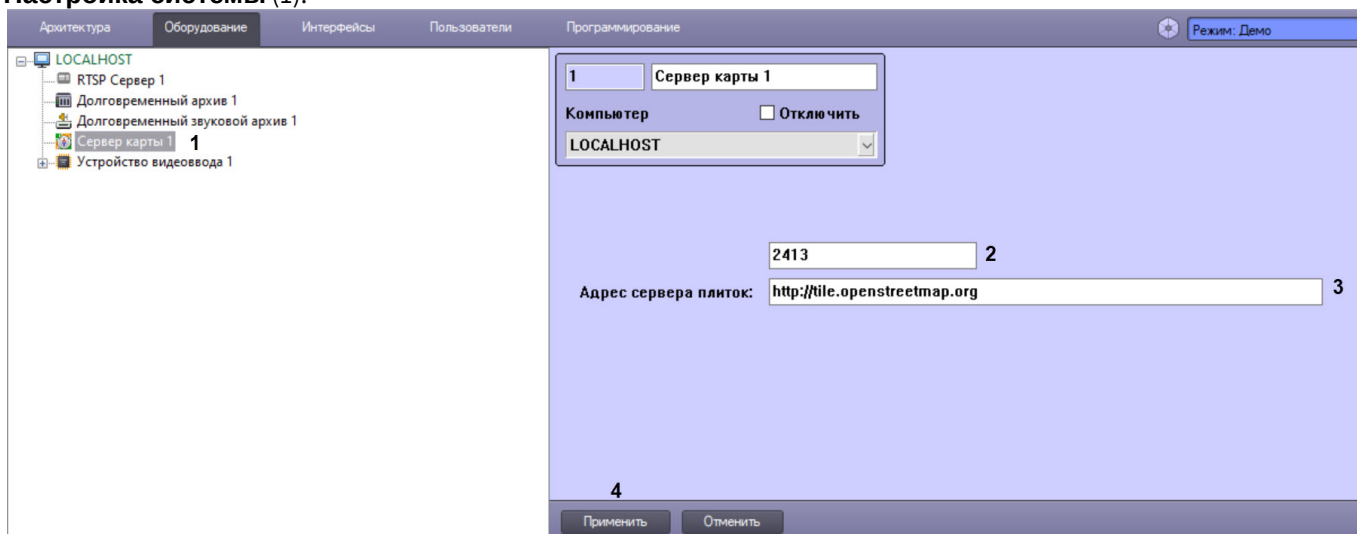 Настройка системы (1).
Архитектура Оборудование Интерфейсы Пользователи Программирование Режим: Демо
LOCALHOST
RTSP Сервер 1
Долговременный архив 1
Долговременный звуковой архив 1
Сервер карты 1 1
Устройство видеоввода 1
1 Сервер карты 1
Компьютер Отключить
LOCALHOST
2413 2
Адрес сервера плиток: http://tile.openstreetmap.org 3
4
Применить Отменить